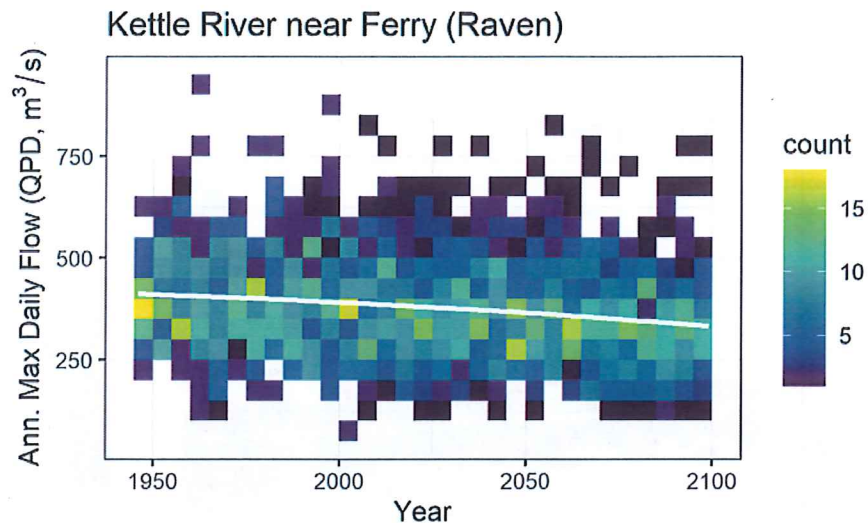 Kettle River near Ferry (Raven)
Ann. Max Daily Flow (QPD, m³/s)
750
500
250
1950
2000
2050
2100
Year
count
15
10
5